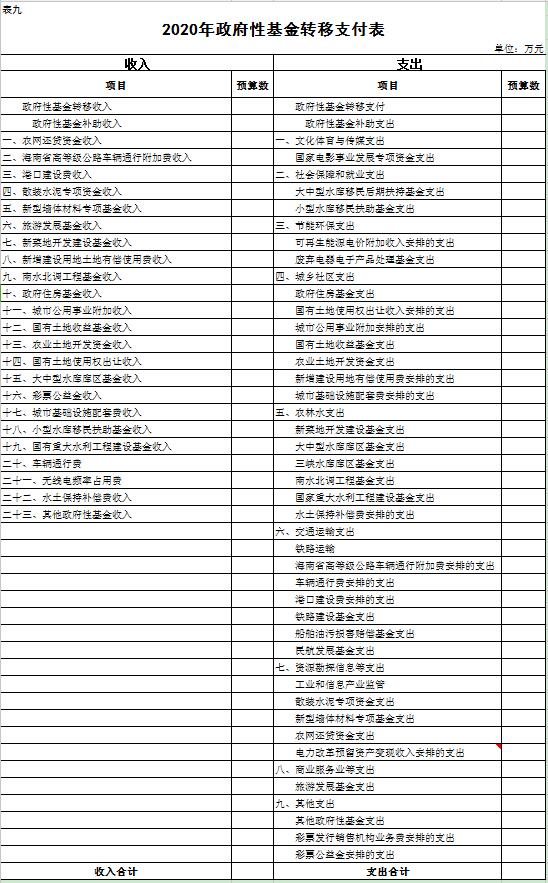 表九
2020年政府性基金转移支付表
单位：万元
收入 支出
项目 预算数 项目 预算数
政府性基金转移收入 政府性基金转移支付
政府性基金补助收入 政府性基金补助支出
一、农网还贷资金收入 一、文化体育与传媒支出
二、海南省高等级公路车辆通行附加费收入 国家电影事业发展专项资金支出
三、港口建设费收入 二、社会保障和就业支出
四、散装水泥专项资金收入 大中型水库移民后期扶持基金支出
五、新型墙体材料专项基金收入 小型水库移民扶助基金支出
六、旅游发展基金收入 三、节能环保支出
七、新菜地开发建设基金收入 可再生能源电价附加收入安排的支出
八、新增建设用地土地有偿使用费收入 废弃电器电子产品处理基金支出
九、南水北调工程基金收入 四、城乡社区支出
十、政府住房基金收入 政府住房基金支出
十一、城市公用事业附加收入 国有土地使用权出让收入安排的支出
十二、国有土地收益基金收入 城市公用事业附加安排的支出
十三、农业土地开发资金收入 国有土地收益基金支出
十四、国有土地使用权出让收入 农业土地开发资金支出
十五、大中型水库库区基金收入 新增建设用地有偿使用费安排的支出
十六、彩票公益金收入 城市基础设施配套费安排的支出
十七、城市基础设施配套费收入 五、农林水支出
十八、小型水库移民扶助基金收入 新菜地开发建设基金支出
十九、国有重大水利工程建设基金收入 大中型水库库区基金支出
二十、车辆通行费 三峡水库库区基金支出
二十一、无线电频率占用费 南水北调工程基金支出
二十二、水土保持补偿费收入 国家重大水利工程建设基金支出
二十三、其他政府性基金收入 水土保持补偿费安排的支出
六、交通运输支出
铁路运输
海南省高等级公路车辆通行附加费安排的支出
车辆通行费安排的支出
港口建设费安排的支出
铁路建设基金支出
船舶油污损害赔偿基金支出
民航发展基金支出
七、资源勘探信息等支出
工业和信息产业监管
散装水泥专项资金支出
新型墙体材料专项基金支出
农网还贷资金支出
电力改革预留资产变现收入安排的支出
八、商业服务业等支出
旅游发展基金支出
九、其他支出
其他政府性基金支出
彩票发行销售机构业务费安排的支出
彩票公益金安排的支出
收入合计 支出合计